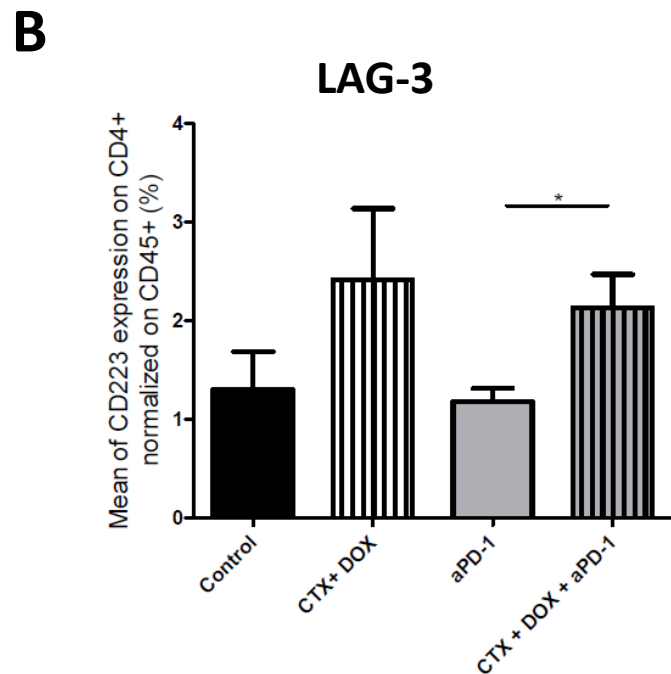 B
LAG-3
Mean of CD223 expression on CD4+
normalized on CD45+ (%)
4
3
2
1
0
*
Control
CTX+ DOX
aPD-1
CTX + DOX + aPD-1